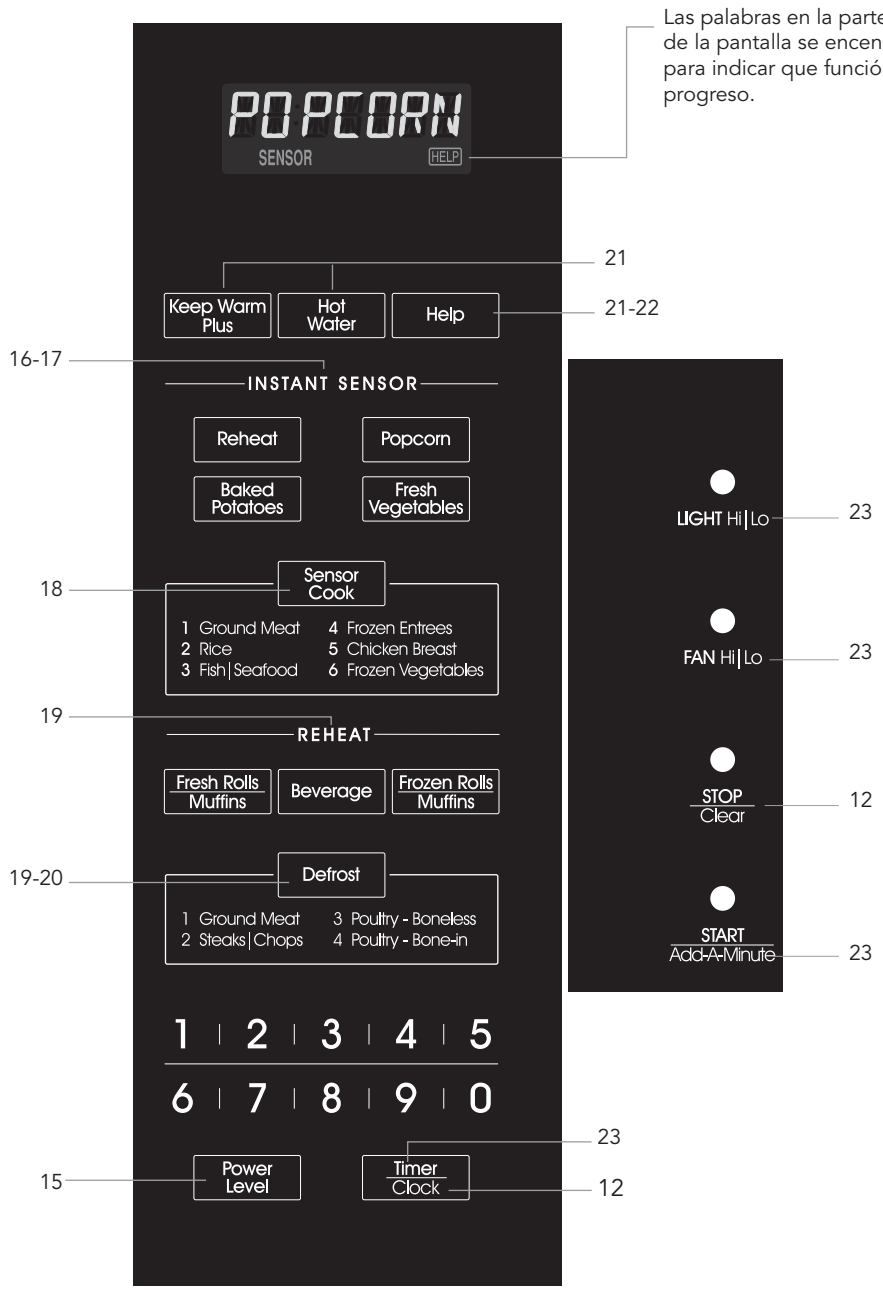 Las palabras en la parte
de la pantalla se encen
para indicar que funció
progreso.
POPCORN
SENSOR HELP
21
Keep Warm
Plus
Hot
Water
Help
21-22
16-17
INSTANT SENSOR
Reheat
Popcorn
Baked
Potatoes
Fresh
Vegetables
18
Sensor
Cook
1 Ground Meat 4 Frozen Entrees
2 Rice 5 Chicken Breast
3 Fish|Seafood 6 Frozen Vegetables
19
REHEAT
Fresh Rolls
Muffins
Beverage
Frozen Rolls
Muffins
19-20
Defrost
1 Ground Meat 3 Poultry - Boneless
2 Steaks|Chops 4 Poultry - Bone-in
1 | 2 | 3 | 4 | 5
6 | 7 | 8 | 9 | 0
15
Power
Level
Timer
Clock
23
12
LIGHT Hi|Lo
23
FAN Hi|Lo
23
STOP
Clear
12
START
Add-A-Minute
23